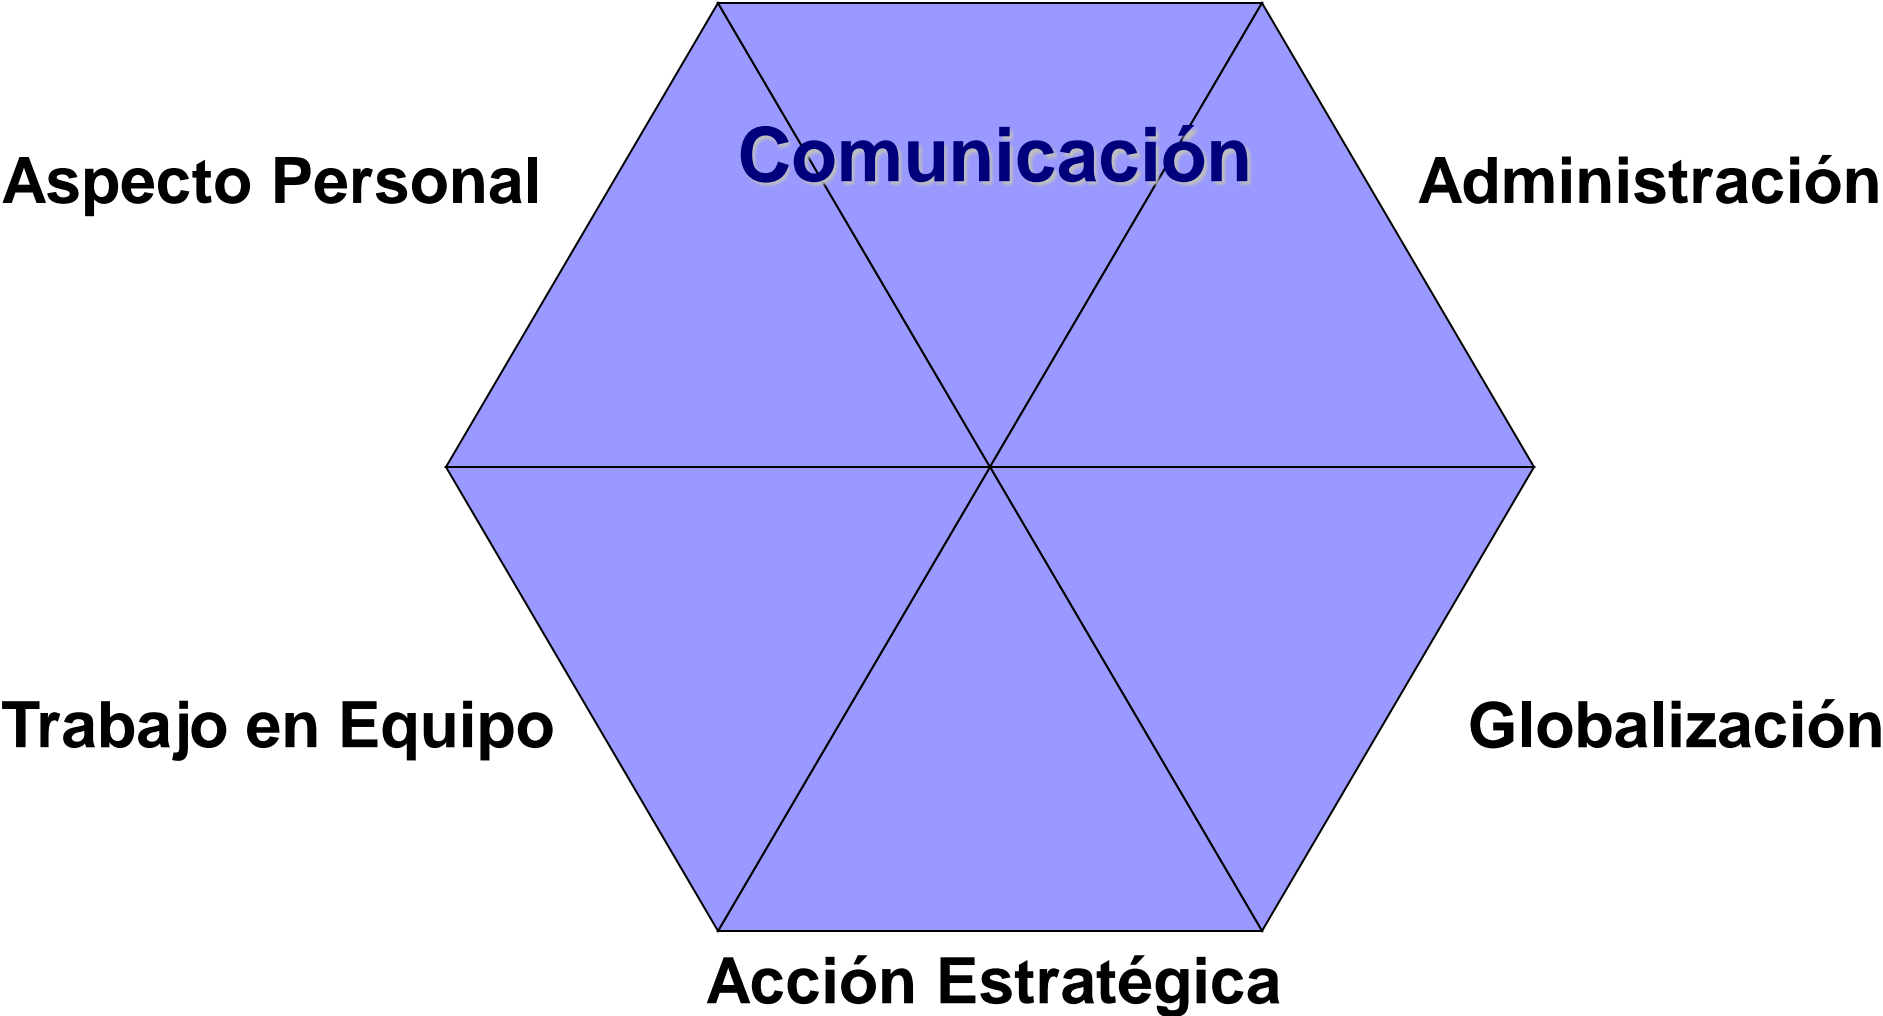 Comunicación
Aspecto Personal
Administración
Trabajo en Equipo
Globalización
Acción Estratégica